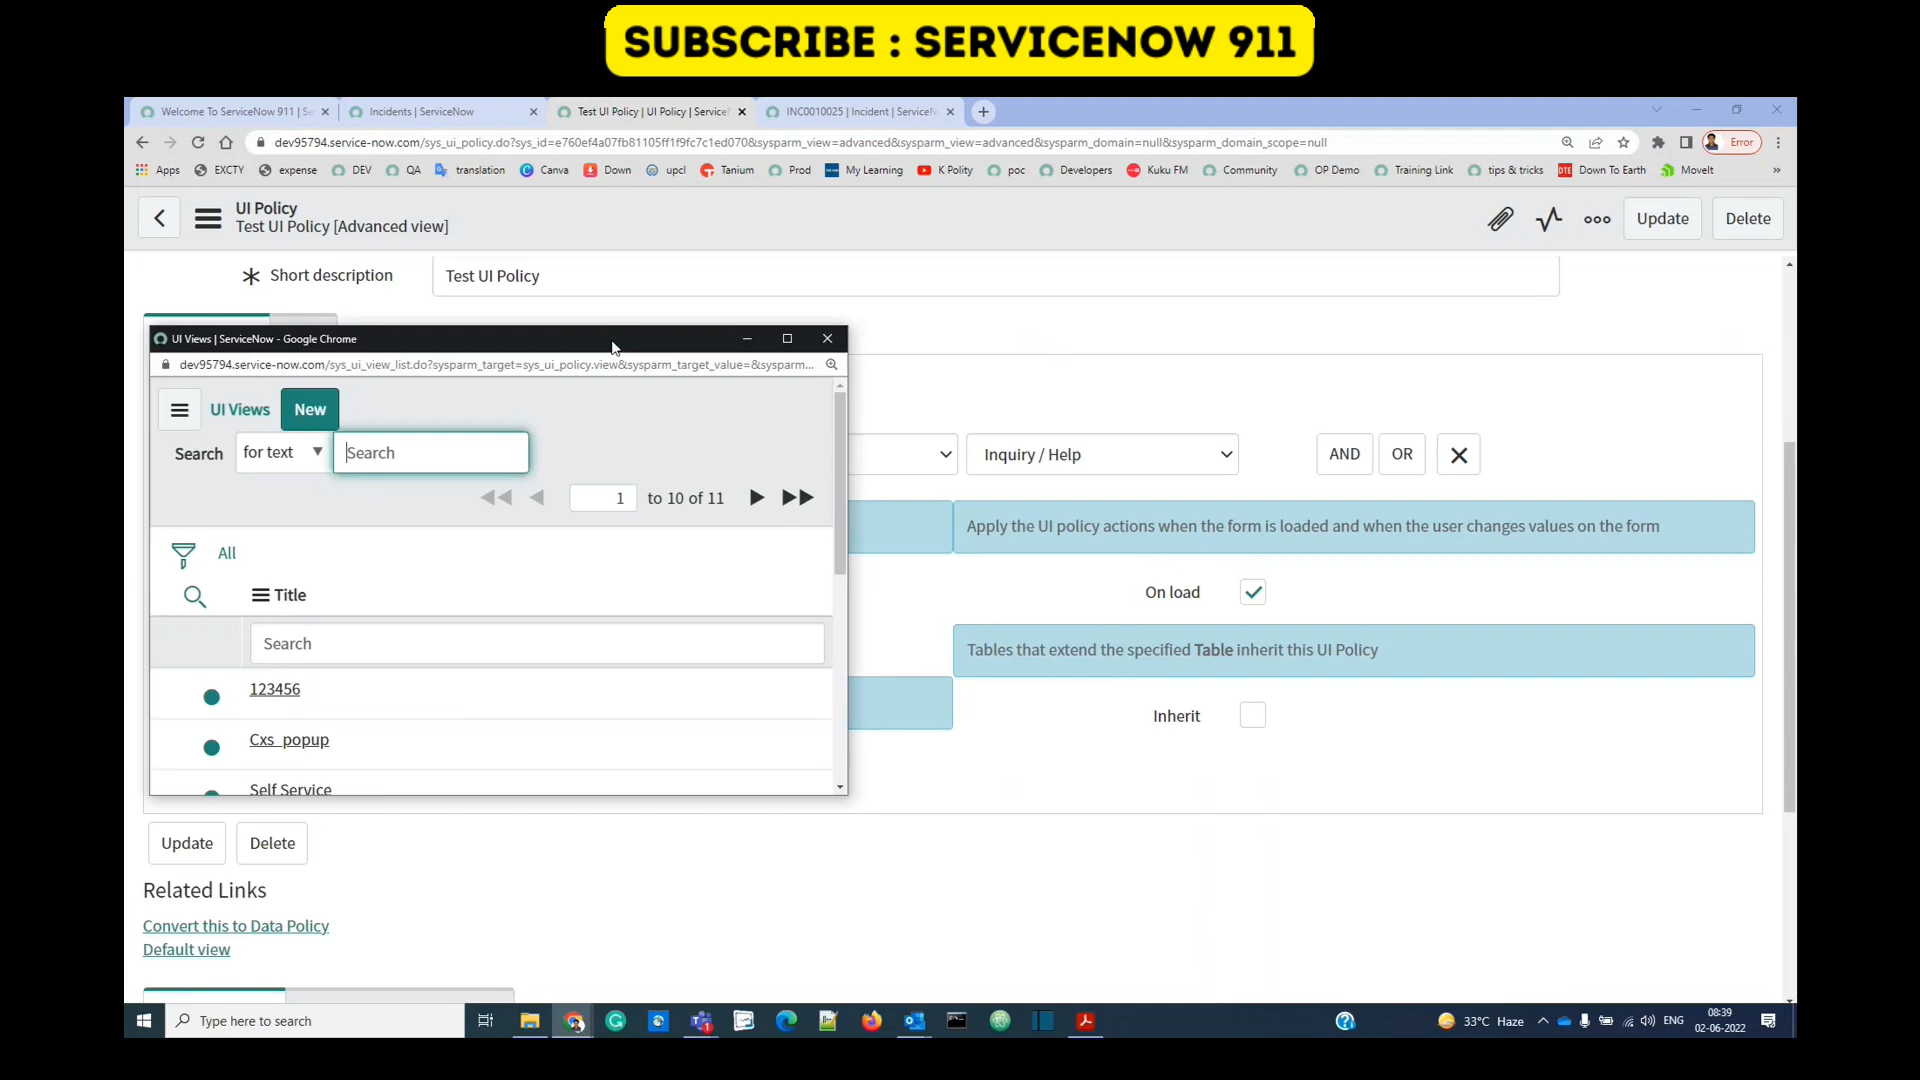 SUBSCRIBE : SERVICENOW 911
Welcome To ServiceNow 911 | Se
Incidents | ServiceNow
Test UI Policy | UI Policy | Service
INC0010025 | Incident | ServiceN
dev95794.service-now.com/sys_ui_policy.do?sys_id=e760ef4a07fb81105ff1f9fc7c1ed070&sysparm_view=advanced&sysparm_view=advanced&sysparm_domain=null&sysparm_domain_scope=null
Error
Apps EXCTY expense DEV QA translation Canva Down upcl Tanium Prod My Learning K Polity poc Developers Kuku FM Community OP Demo Training Link tips & tricks Down To Earth MoveIt
UI Policy
Test UI Policy [Advanced view]
Update
Delete
Short description
Test UI Policy
UI Views | ServiceNow - Google Chrome
dev95794.service-now.com/sys_ui_view_list.do?sysparm_target=sys_ui_policy.view&sysparm_target_value=&sysparm...
UI Views
New
Search
for text
Search
1 to 10 of 11
All
Title
Search
123456
Cxs_popup
Self Service
Inquiry / Help
AND
OR
Apply the UI policy actions when the form is loaded and when the user changes values on the form
On load
Tables that extend the specified Table inherit this UI Policy
Inherit
Update
Delete
Related Links
Convert this to Data Policy
Default view
Type here to search
33°C Haze
ENG
08:39
02-06-2022